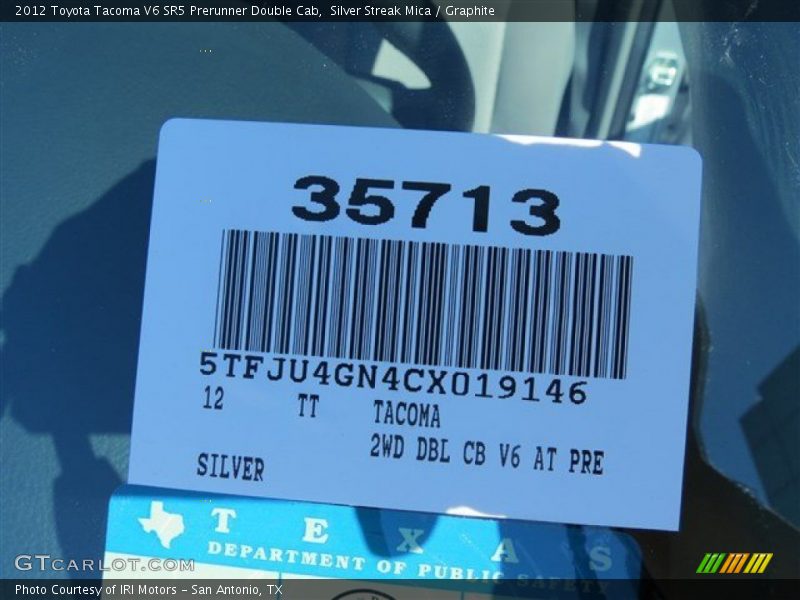 2012 Toyota Tacoma V6 SR5 Prerunner Double Cab, Silver Streak Mica / Graphite
35713
5TFJU4GN4CX019146
12 TT TACOMA
2WD DBL CB V6 AT PRE
SILVER
TEXAS
DEPARTMENT OF PUBLIC SAFETY
GTCARLOT.COM
Photo Courtesy of IRI Motors – San Antonio, TX